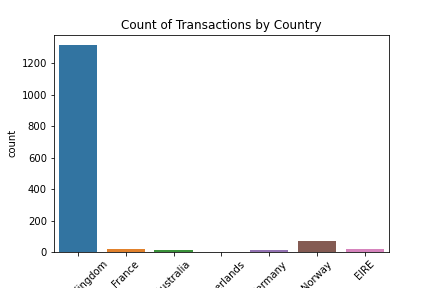 Count of Transactions by Country
count
1200
1000
800
600
400
200
0
ingdom
France
ustralia
erlands
ermany
Norway
EIRE